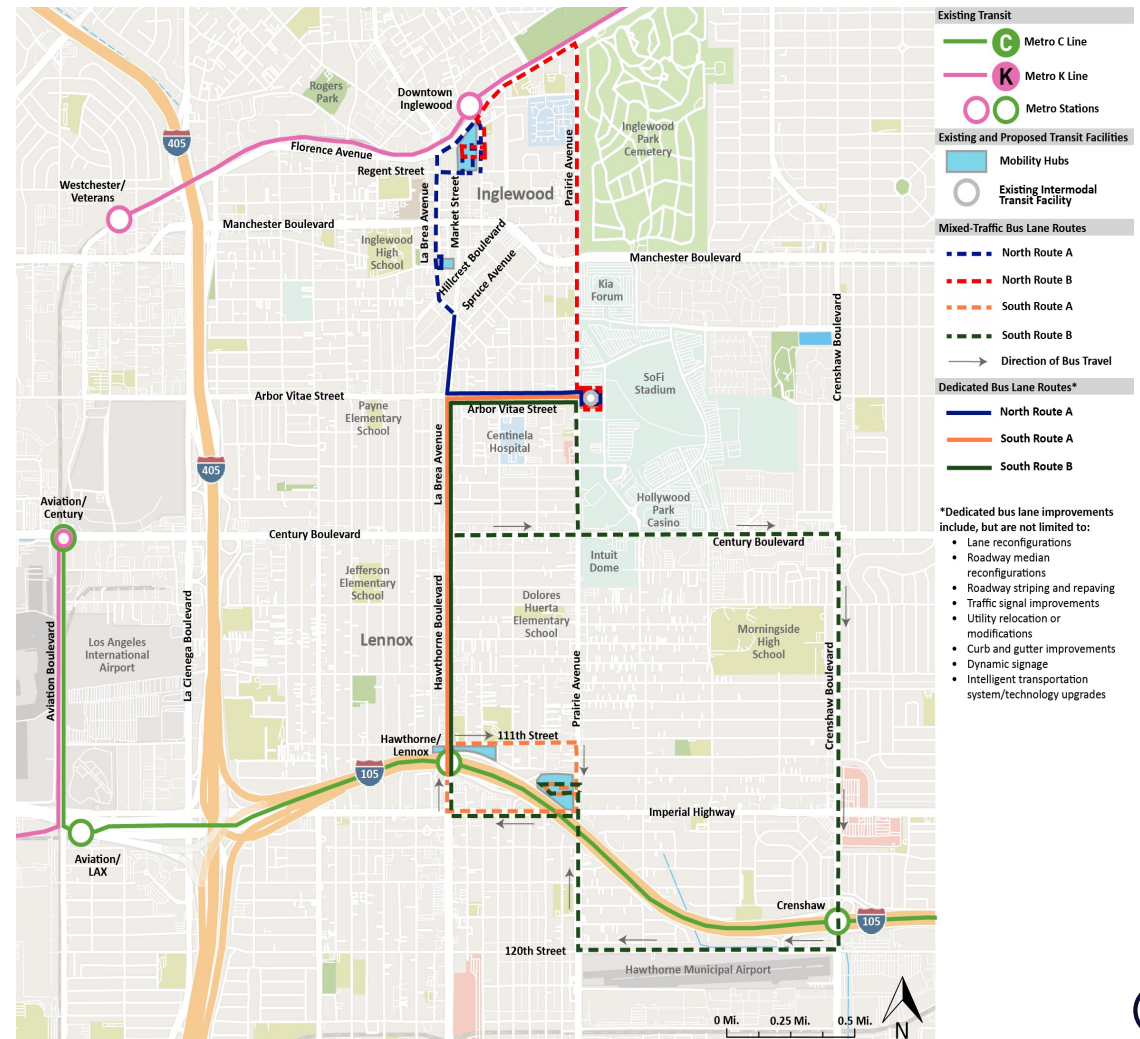 Existing Transit
C
Metro C Line
K
Metro K Line
Metro Stations
Existing and Proposed Transit Facilities
Mobility Hubs
Existing Intermodal
Transit Facility
Mixed-Traffic Bus Lane Routes
North Route A
North Route B
South Route A
South Route B
Direction of Bus Travel
Dedicated Bus Lane Routes*
North Route A
South Route A
South Route B
*Dedicated bus lane improvements
include, but are not limited to:
• Lane reconfigurations
• Roadway median
reconfigurations
• Roadway striping and repaving
• Traffic signal improvements
• Utility relocation or
modifications
• Curb and gutter improvements
• Dynamic signage
• Intelligent transportation
system/technology upgrades
Rogers
Park
Downtown
Inglewood
405
Florence Avenue
Inglewood
Park
Cemetery
Prairie Avenue
Regent Street
Westchester/
Veterans
Inglewood
La Brea Avenue
Market Street
Manchester Boulevard
Inglewood
High
School
Hillcrest Boulevard
Spruce Avenue
Manchester Boulevard
Kia
Forum
Crenshaw Boulevard
SoFi
Stadium
Arbor Vitae Street
Payne
Elementary
School
Arbor Vitae Street
Centinela
Hospital
La Brea Avenue
405
Aviation/
Century
Hollywood
Park
Casino
Century Boulevard
Century Boulevard
Intuit
Dome
Jefferson
Elementary
School
Hawthorne Boulevard
Dolores
Huerta
Elementary
School
Lennox
Los Angeles
International
Airport
Aviation Boulevard
La Cienega Boulevard
Morningside
High
School
Prairie Avenue
Crenshaw Boulevard
Hawthorne/
Lennox
111th Street
105
Imperial Highway
Aviation/
LAX
Crenshaw
105
120th Street
Hawthorne Municipal Airport
0 Mi.
0.25 Mi.
0.5 Mi.
N